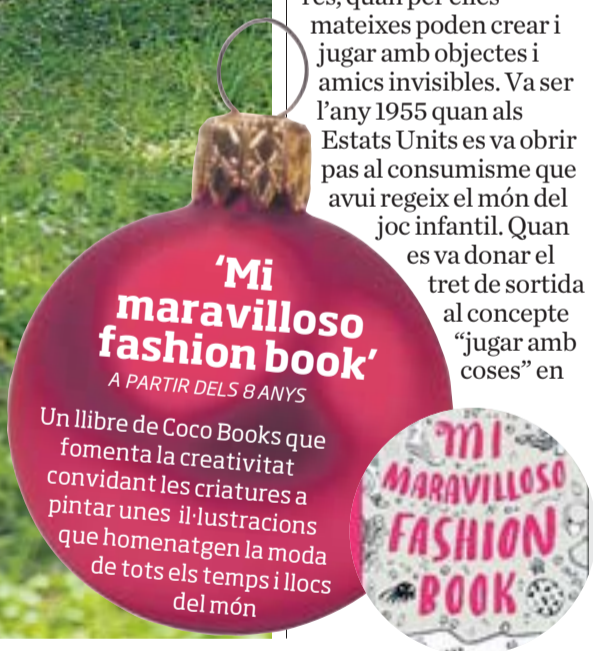 res, quan per elles
mateixes poden crear i
jugar amb objectes i
amics invisibles. Va ser
l’any 1955 quan als
Estats Units es va obrir
pas al consumisme que
avui regeix el món del
joc infantil. Quan
es va donar el
tret de sortida
al concepte
“jugar amb
coses” en
‘Mi
maravilloso
fashion book’
A PARTIR DELS 8 ANYS
Un llibre de Coco Books que
fomenta la creativitat
convidant les criatures a
pintar unes il·lustracions
que homenatgen la moda
de tots els temps i llocs
del món
MI
MARAVILLOSO
FASHION
BOOK